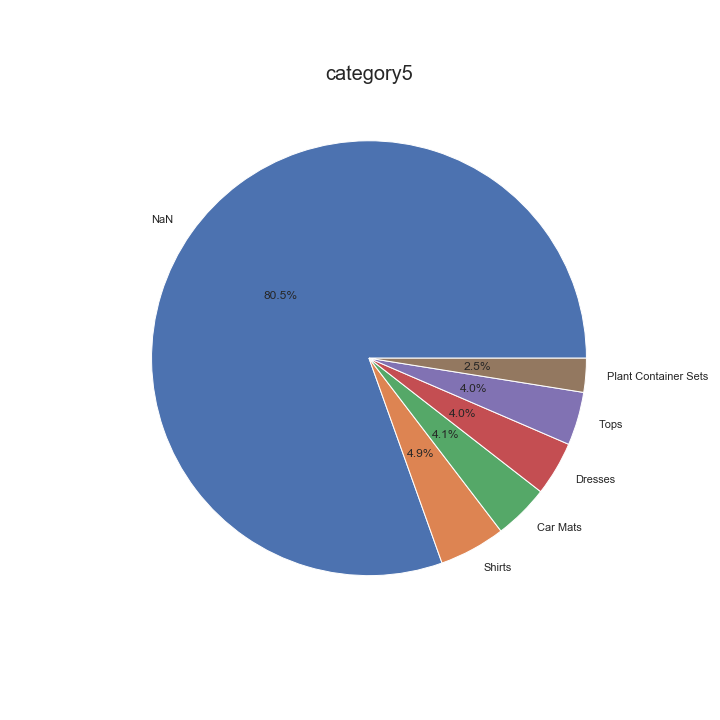 category5
NaN
80.5%
2.5%
Plant Container Sets
4.0%
Tops
4.0%
Dresses
4.1%
Car Mats
4.9%
Shirts